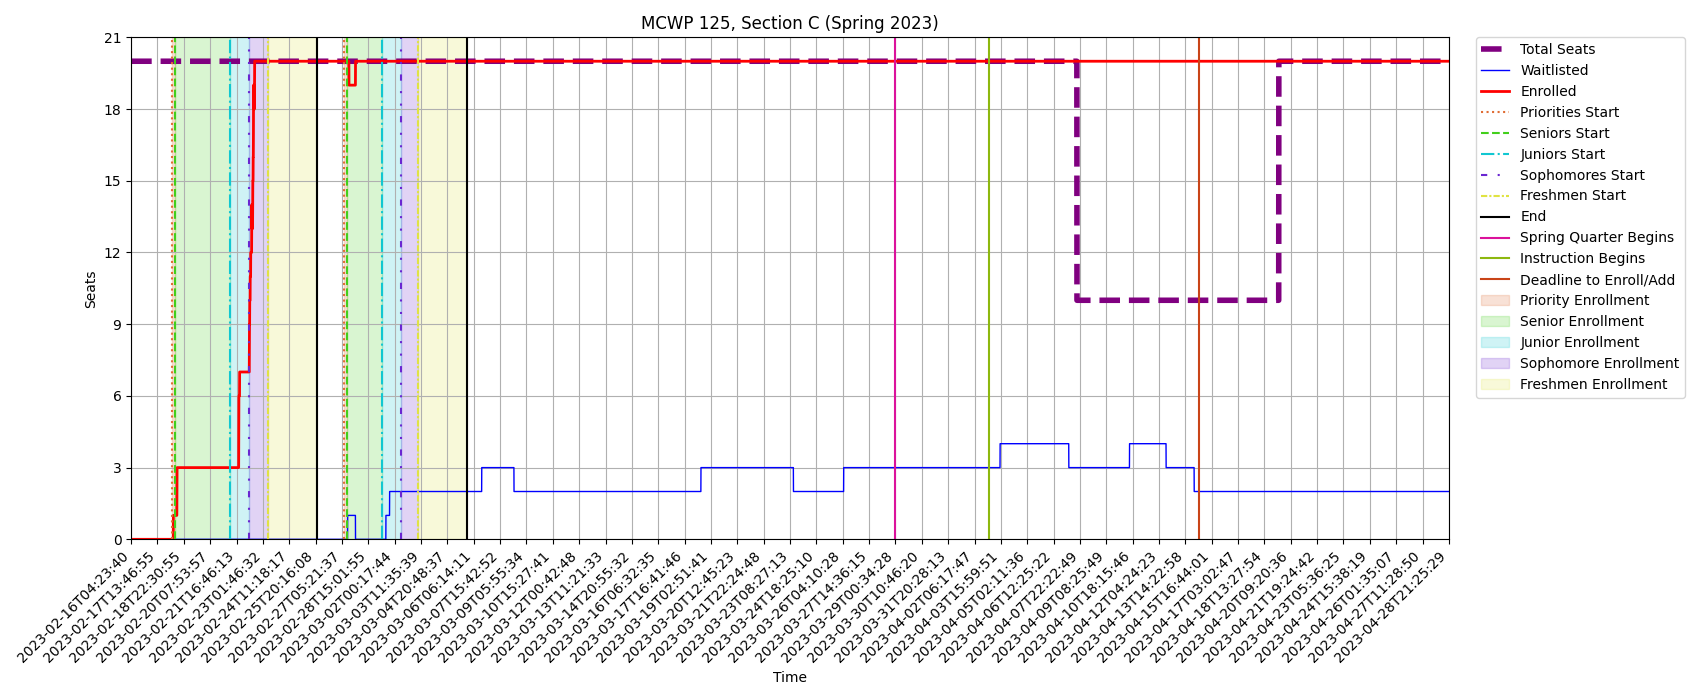 MCWP 125, Section C (Spring 2023)
21
18
15
12
9
6
3
0
Seats
2023-02-16T04:23:40
2023-02-17T13:46:55
2023-02-18T22:30:55
2023-02-20T07:53:57
2023-02-21T16:46:13
2023-02-23T01:46:32
2023-02-24T11:18:17
2023-02-25T20:16:08
2023-02-27T05:21:37
2023-02-28T15:01:55
2023-03-02T00:17:44
2023-03-03T11:35:39
2023-03-04T20:48:37
2023-03-06T06:14:11
2023-03-07T15:42:52
2023-03-09T05:55:34
2023-03-10T15:27:41
2023-03-12T00:42:48
2023-03-13T11:21:33
2023-03-14T20:55:32
2023-03-16T06:32:35
2023-03-17T16:41:46
2023-03-19T02:51:41
2023-03-20T12:45:23
2023-03-21T22:24:48
2023-03-23T08:27:13
2023-03-24T18:25:10
2023-03-26T04:10:28
2023-03-27T14:36:15
2023-03-29T00:34:28
2023-03-30T10:46:20
2023-03-31T20:28:13
2023-04-02T06:17:47
2023-04-03T15:59:51
2023-04-05T02:11:36
2023-04-06T12:25:22
2023-04-07T22:22:49
2023-04-09T08:25:49
2023-04-10T18:15:46
2023-04-12T04:24:23
2023-04-13T14:22:58
2023-04-15T16:44:01
2023-04-17T03:02:47
2023-04-18T13:27:54
2023-04-20T09:20:36
2023-04-21T19:24:42
2023-04-23T05:36:25
2023-04-24T15:38:19
2023-04-26T01:35:07
2023-04-27T11:28:50
2023-04-28T21:25:29
Time
Total Seats
Waitlisted
Enrolled
Priorities Start
Seniors Start
Juniors Start
Sophomores Start
Freshmen Start
End
Spring Quarter Begins
Instruction Begins
Deadline to Enroll/Add
Priority Enrollment
Senior Enrollment
Junior Enrollment
Sophomore Enrollment
Freshmen Enrollment